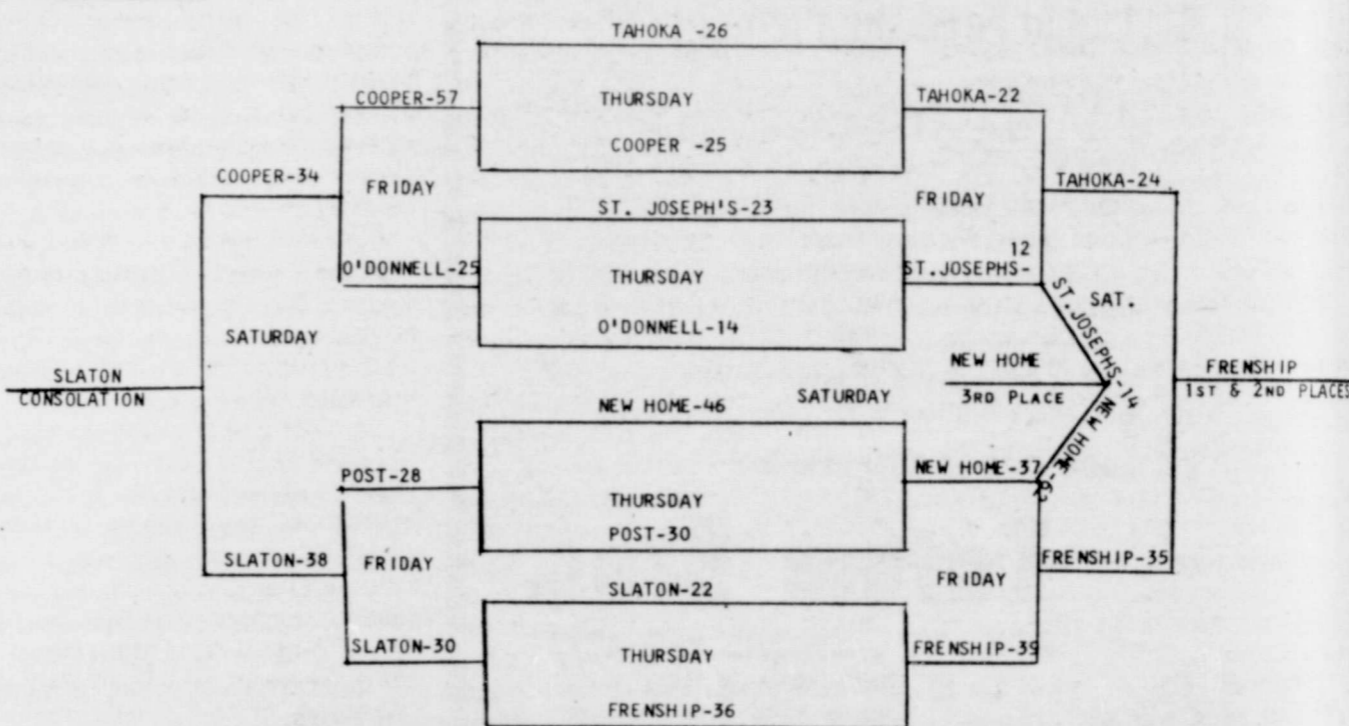 TAHOKA -26
COOPER-57
THURSDAY
TAHOKA-22
COOPER -25
COOPER-34
FRIDAY
FRIDAY
TAHOKA-24
ST. JOSEPH'S-23
O'DONNELL-25
THURSDAY
12
ST.JOSEPHS-
SAT.
O'DONNELL-14
SATURDAY
ST.JOSEPHS-14
SLATON
CONSOLATION
NEW HOME
3RD PLACE
FRENSHIP
1ST & 2ND PLACES
NEW HOME-46
SATURDAY
NEW HOME-62
POST-28
THURSDAY
NEW HOME-37
POST-30
SLATON-38
FRIDAY
FRIDAY
FRENSHIP-35
SLATON-22
SLATON-30
THURSDAY
FRENSHIP-39
FRENSHIP-36